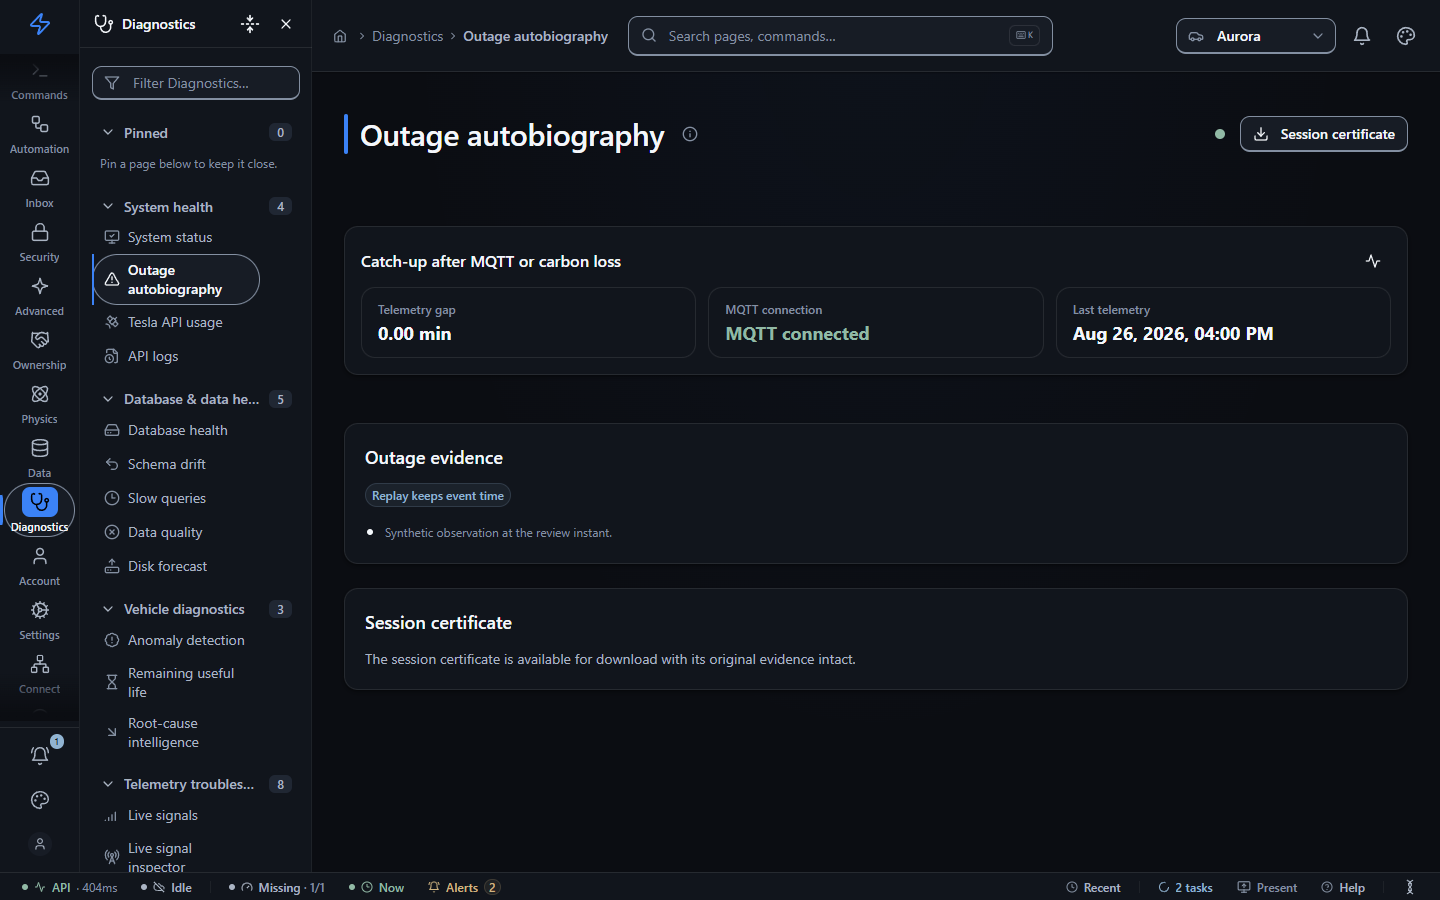 Diagnostics
Diagnostics
Outage autobiography
Search pages, commands...
K
Aurora
Commands
Automation
Inbox
Security
Advanced
Ownership
Physics
Data
Diagnostics
Account
Settings
Connect
1
Filter Diagnostics...
Pinned
0
Pin a page below to keep it close.
System health
4
System status
Outage
autobiography
Tesla API usage
API logs
Database & data he...
5
Database health
Schema drift
Slow queries
Data quality
Disk forecast
Vehicle diagnostics
3
Anomaly detection
Remaining useful
life
Root-cause
intelligence
Telemetry troubles...
8
Live signals
Live signal
inspector
Outage autobiography
Session certificate
Catch-up after MQTT or carbon loss
Telemetry gap
0.00 min
MQTT connection
MQTT connected
Last telemetry
Aug 26, 2026, 04:00 PM
Outage evidence
Replay keeps event time
Synthetic observation at the review instant.
Session certificate
The session certificate is available for download with its original evidence intact.
API · 404ms
Idle
Missing · 1/1
Now
Alerts 2
Recent
2 tasks
Present
Help